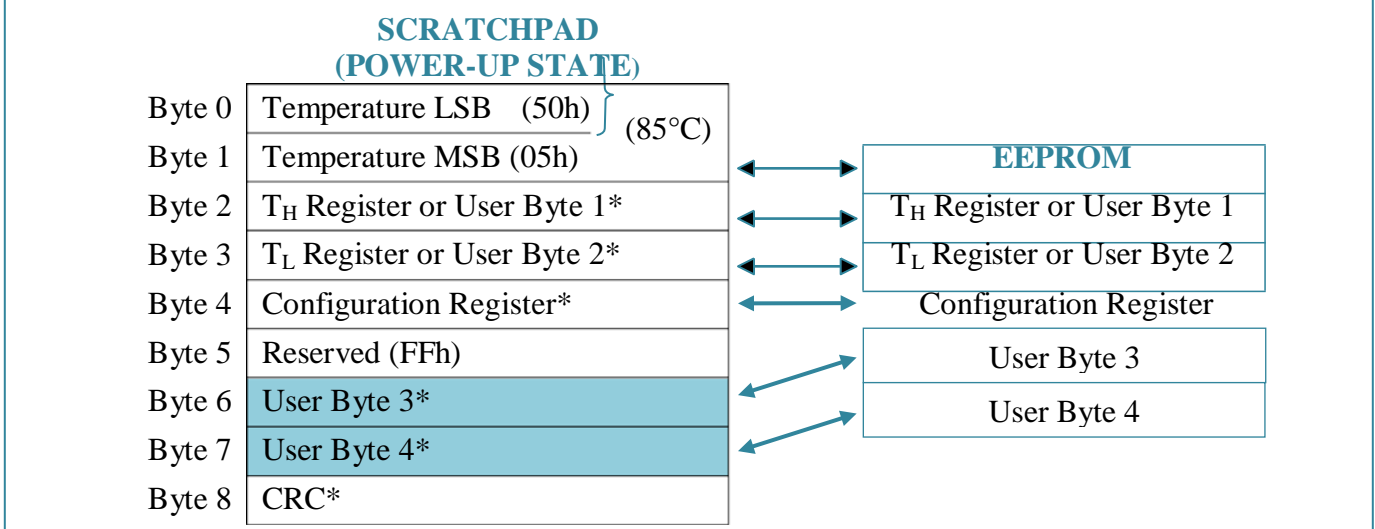 SCRATCHPAD
(POWER-UP STATE)
Byte 0 Temperature LSB (50h)
(85°C)
Byte 1 Temperature MSB (05h) EEPROM
Byte 2 TH Register or User Byte 1* TH Register or User Byte 1
Byte 3 TL Register or User Byte 2* TL Register or User Byte 2
Byte 4 Configuration Register* Configuration Register
Byte 5 Reserved (FFh) User Byte 3
Byte 6 User Byte 3* User Byte 4
Byte 7 User Byte 4*
Byte 8 CRC*